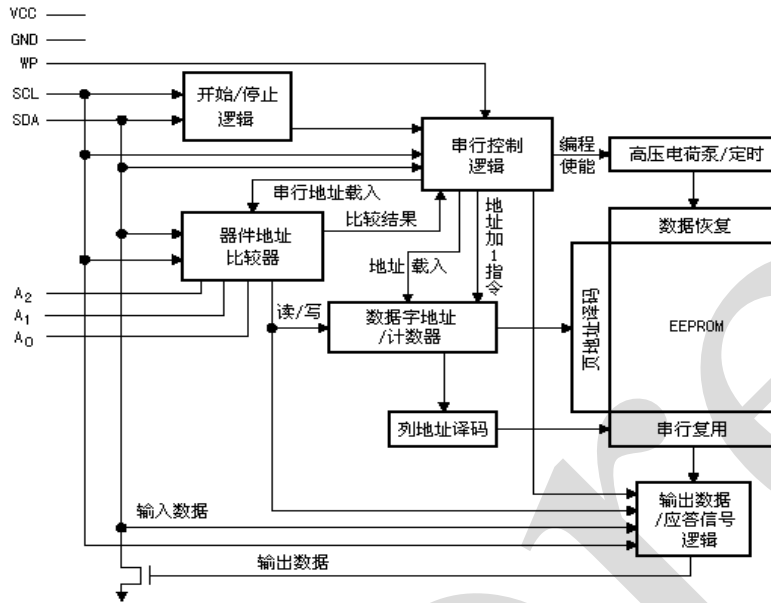 VCC
GND
WP
SCL
SDA
开始/停止
逻辑
串行控制
逻辑
编程
使能
高压电荷泵/定时
串行地址载入
比较结果
地址加1指令
数据恢复
器件地址
比较器
地址 载入
A2
A1
A0
读/写
数据字地址
/计数器
页地址译码
EEPROM
列地址译码
串行复用
输入数据
输出数据
/应答信号
逻辑
输出数据